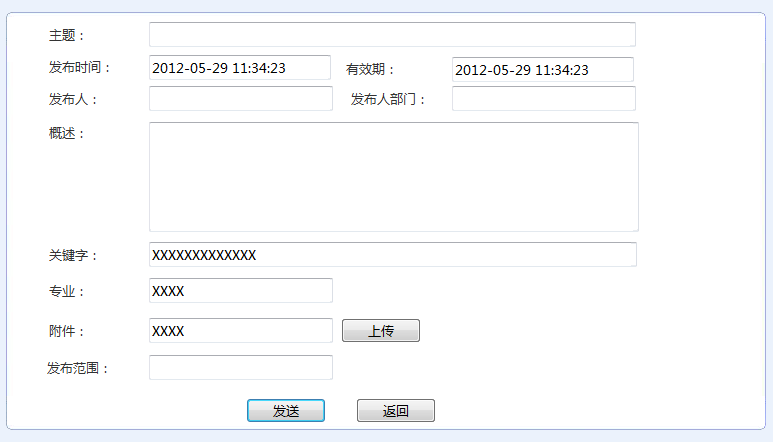 主题：
发布时间： 2012-05-29 11:34:23 有效期： 2012-05-29 11:34:23
发布人： 发布人部门：
概述：
关键字： XXXXXXXXXXXXX
专业： XXXX
附件： XXXX 上传
发布范围：
发送 返回